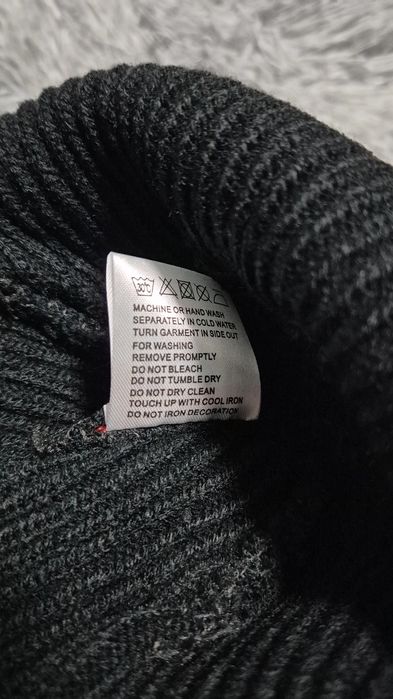 30°C
MACHINE OR HAND WASH
SEPARATELY IN COLD WATER
TURN GARMENT IN SIDE OUT
FOR WASHING
REMOVE PROMPTLY
DO NOT BLEACH
DO NOT TUMBLE DRY
DO NOT DRY CLEAN
TOUCH UP WITH COOL IRON
DO NOT IRON DECORATION